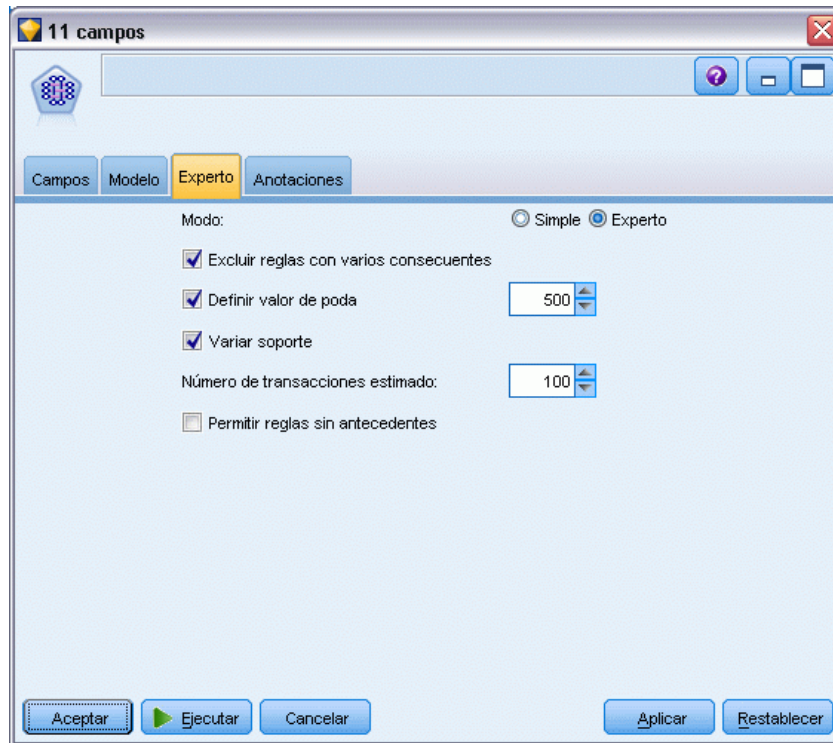 11 campos
Campos Modelo Experto Anotaciones
Modo: Simple Experto
Excluir reglas con varios consecuentes
Definir valor de poda 500
Variar soporte
Número de transacciones estimado: 100
Permitir reglas sin antecedentes
Aceptar Ejecutar Cancelar Aplicar Restablecer